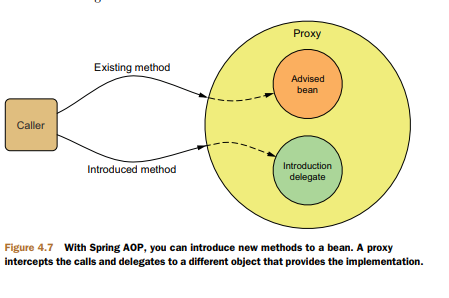 Proxy
Existing method
Advised
bean
Caller
Introduction
delegate
Introduced method
Figure 4.7 With Spring AOP, you can introduce new methods to a bean. A proxy
intercepts the calls and delegates to a different object that provides the implementation.